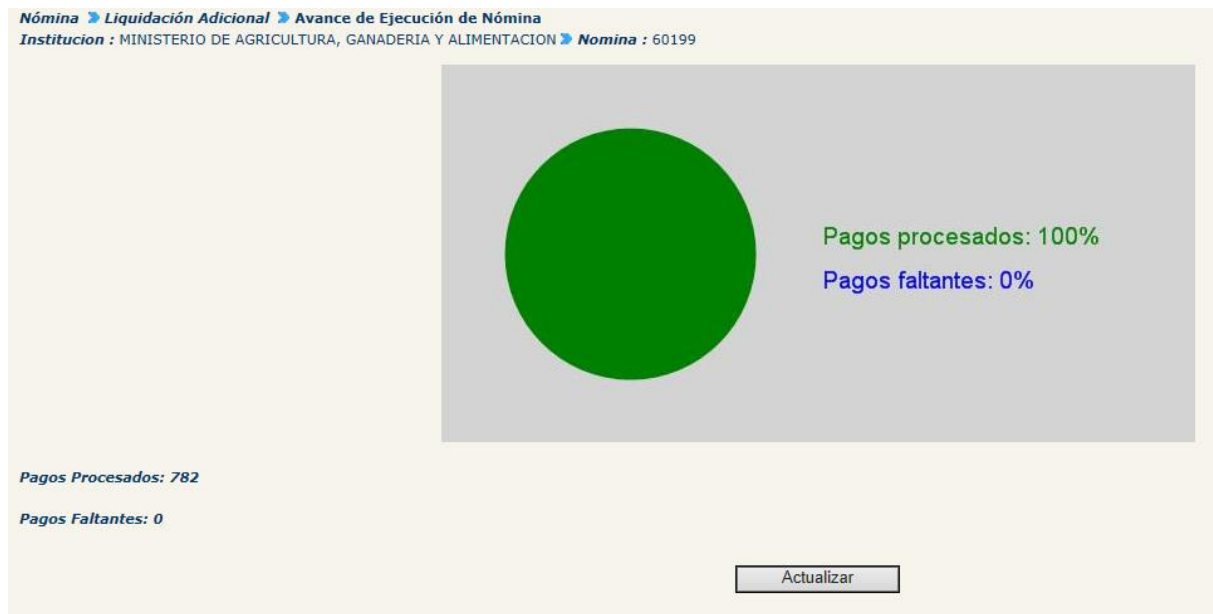 Nómina » Liquidación Adicional » Avance de Ejecución de Nómina
Institucion : MINISTERIO DE AGRICULTURA, GANADERIA Y ALIMENTACION » Nomina : 60199
Pagos procesados: 100%
Pagos faltantes: 0%
Pagos Procesados: 782
Pagos Faltantes: 0
Actualizar